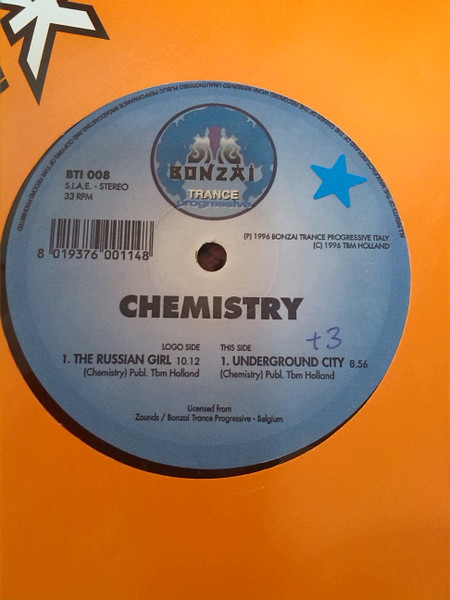 BONZAI
TRANCE
progressive
BTI 008
S.I.A.E. - STEREO
33 RPM
8 019376 001148
(P) 1996 BONZAI TRANCE PROGRESSIVE ITALY
(C) 1996 TBM HOLLAND
CHEMISTRY
+3
LOGO SIDE
1. THE RUSSIAN GIRL 10.12
(Chemistry) Publ. Tbm Holland
THIS SIDE
1. UNDERGROUND CITY 8.56
(Chemistry) Publ. Tbm Holland
Licensed from
Zounds / Bonzai Trance Progressive - Belgium